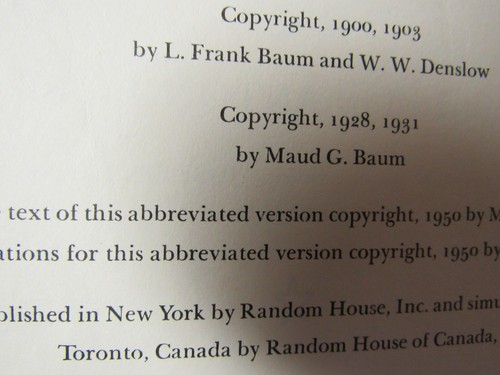 Copyright, 1900, 1903
by L. Frank Baum and W. W. Denslow
Copyright, 1928, 1931
by Maud G. Baum
text of this abbreviated version copyright, 1950 by M
ations for this abbreviated version copyright, 1950 by
blished in New York by Random House, Inc. and simu
Toronto, Canada by Random House of Canada,